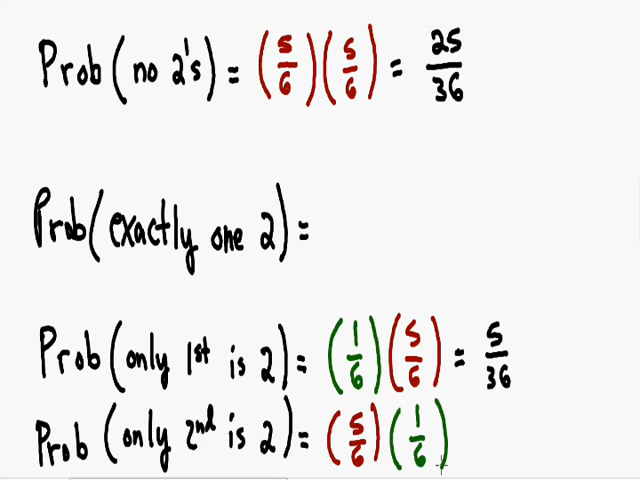 Prob(no 2's) = (5/6)(5/6) = 25/36
Prob(exactly one 2) =
Prob(only 1st is 2) = (1/6)(5/6) = 5/36
Prob(only 2nd is 2) = (5/6)(1/6)